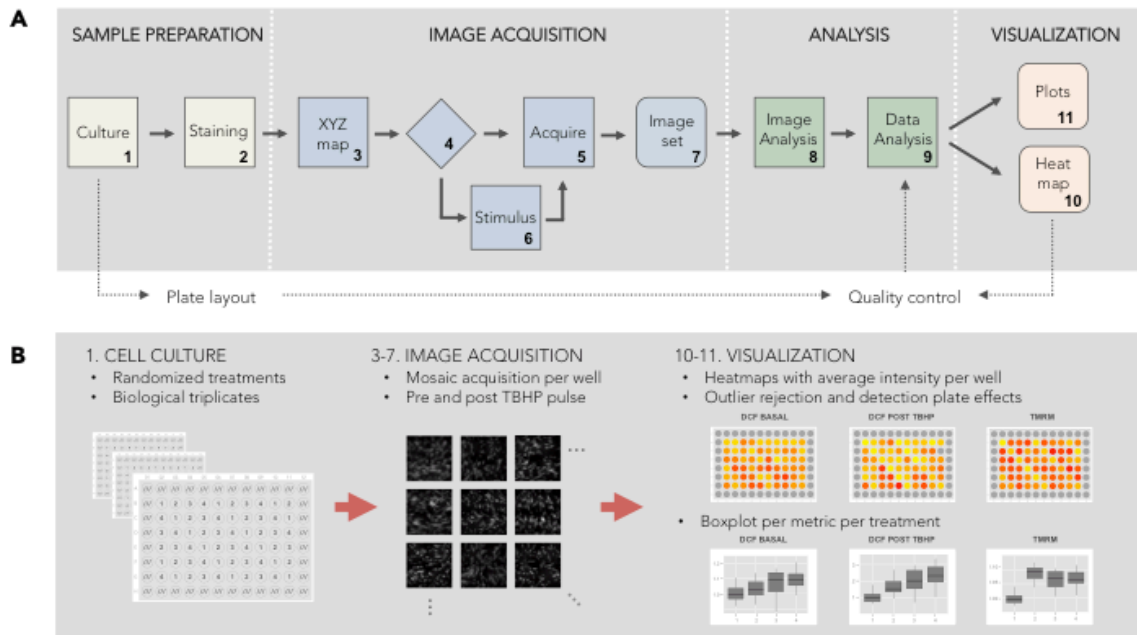 A
SAMPLE PREPARATION
IMAGE ACQUISITION
ANALYSIS
VISUALIZATION
Culture
1
Staining
2
XYZ
map
3
4
Acquire
5
Stimulus
6
Image
set
7
Image
Analysis
8
Data
Analysis
9
Plots
11
Heat
map
10
Plate layout
Quality control
B
1. CELL CULTURE
• Randomized treatments
• Biological triplicates
3-7. IMAGE ACQUISITION
• Mosaic acquisition per well
• Pre and post TBHP pulse
10-11. VISUALIZATION
• Heatmaps with average intensity per well
• Outlier rejection and detection plate effects
DCF BASAL
DCF POST TBHP
TMRM
• Boxplot per metric per treatment
DCF BASAL
DCF POST TBHP
TMRM